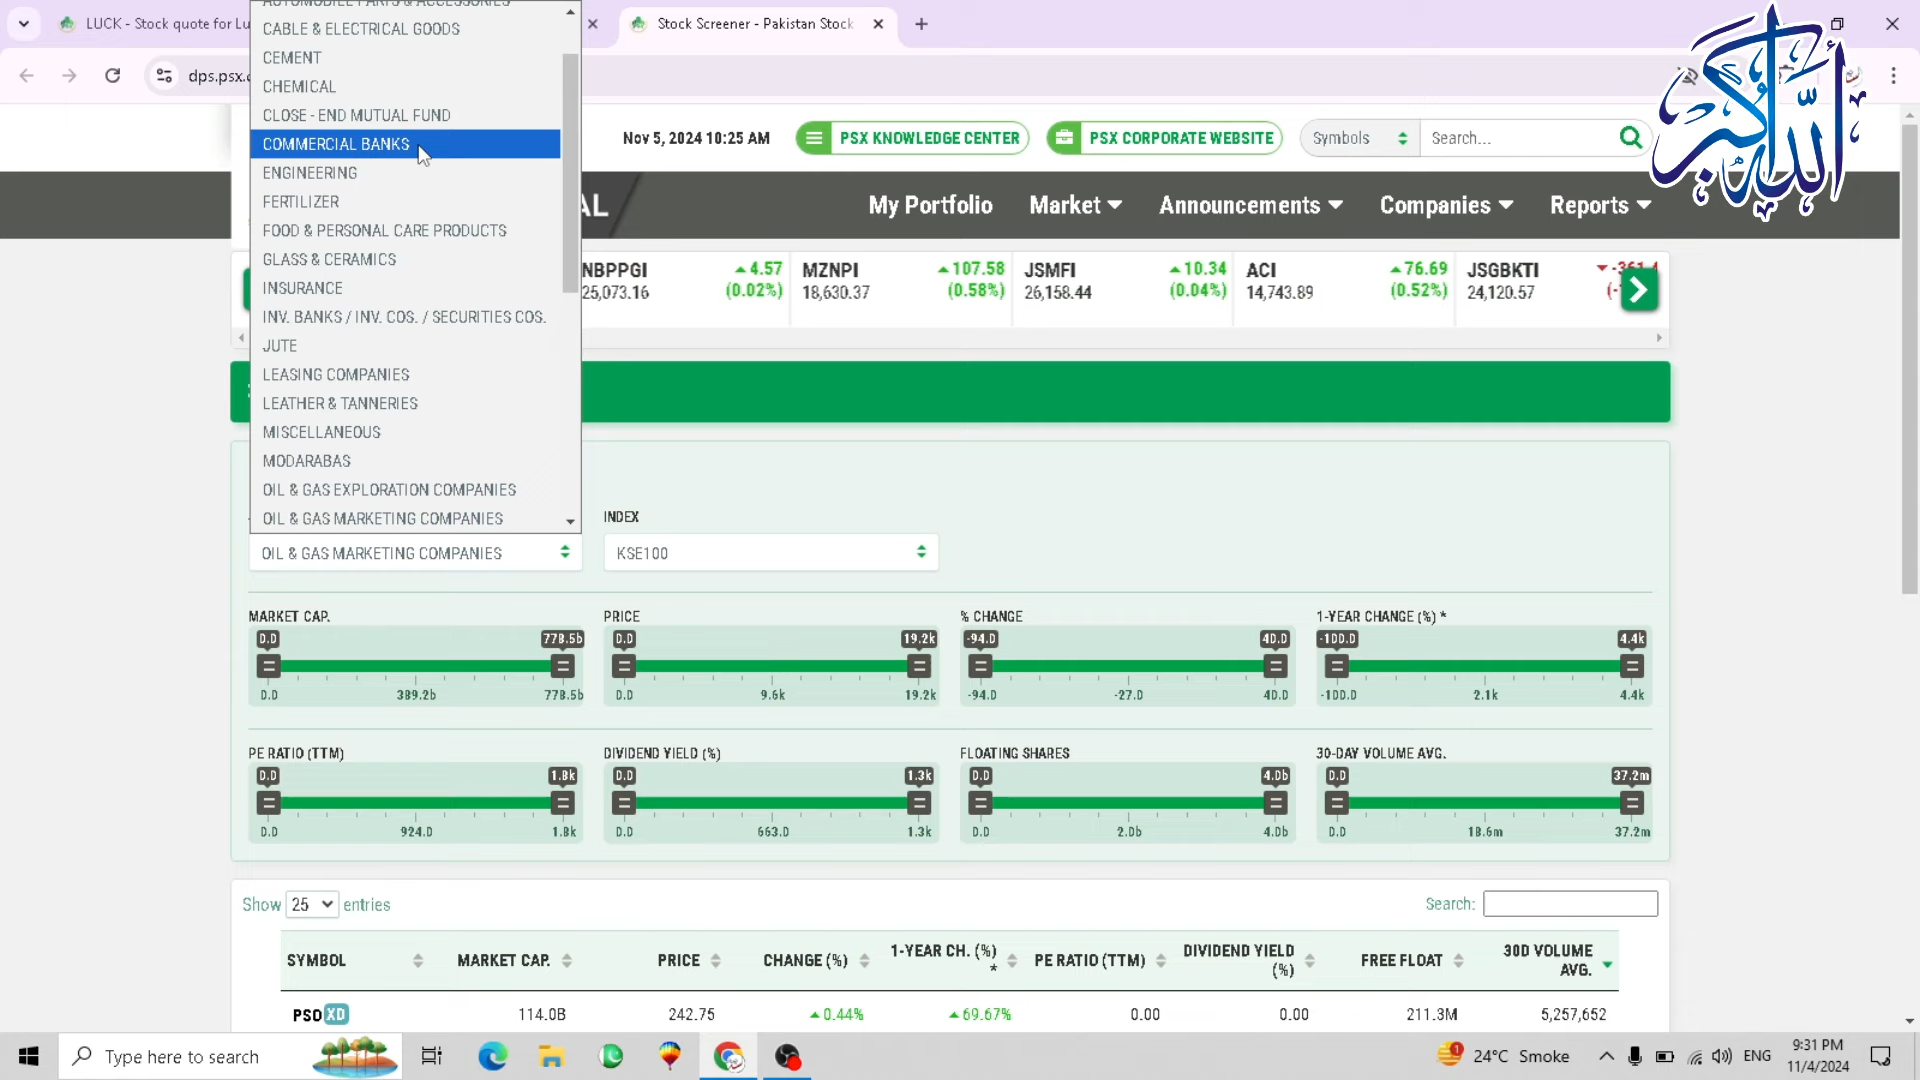 LUCK - Stock quote for Lu
Stock Screener - Pakistan Stock
dps.psx.
الله أكبر
AUTOMOBILE PARTS & ACCESSORIES
CABLE & ELECTRICAL GOODS
CEMENT
CHEMICAL
CLOSE - END MUTUAL FUND
COMMERCIAL BANKS
ENGINEERING
FERTILIZER
FOOD & PERSONAL CARE PRODUCTS
GLASS & CERAMICS
INSURANCE
INV. BANKS / INV. COS. / SECURITIES COS.
JUTE
LEASING COMPANIES
LEATHER & TANNERIES
MISCELLANEOUS
MODARABAS
OIL & GAS EXPLORATION COMPANIES
OIL & GAS MARKETING COMPANIES
Nov 5, 2024 10:25 AM
PSX KNOWLEDGE CENTER
PSX CORPORATE WEBSITE
Symbols
Search...
AL
My Portfolio
Market
Announcements
Companies
Reports
NBPPGI 4.57
25,073.16 (0.02%)
MZNPI 107.58
18,630.37 (0.58%)
JSMFI 10.34
26,158.44 (0.04%)
ACI 76.69
14,743.89 (0.52%)
JSGBKTI -361.4
24,120.57
INDEX
OIL & GAS MARKETING COMPANIES
KSE100
MARKET CAP. PRICE % CHANGE 1-YEAR CHANGE (%) *
0.0 778.5b 0.0 19.2k -94.0 40.0 -100.0 4.4k
0.0 389.2b 778.5b 0.0 9.6k 19.2k -94.0 -27.0 40.0 -100.0 2.1k 4.4k
PE RATIO (TTM) DIVIDEND YIELD (%) FLOATING SHARES 30-DAY VOLUME AVG.
0.0 1.8k 0.0 1.3k 0.0 4.0b 0.0 37.2m
0.0 924.0 1.8k 0.0 663.0 1.3k 0.0 2.0b 4.0b 0.0 18.6m 37.2m
Show 25 entries
Search:
SYMBOL MARKET CAP. PRICE CHANGE (%) 1-YEAR CH. (%) * PE RATIO (TTM) DIVIDEND YIELD (%) FREE FLOAT 30D VOLUME AVG.
PSO XD 114.0B 242.75 0.44% 69.67% 0.00 0.00 211.3M 5,257,652
Type here to search
24°C Smoke
ENG
9:31 PM
11/4/2024